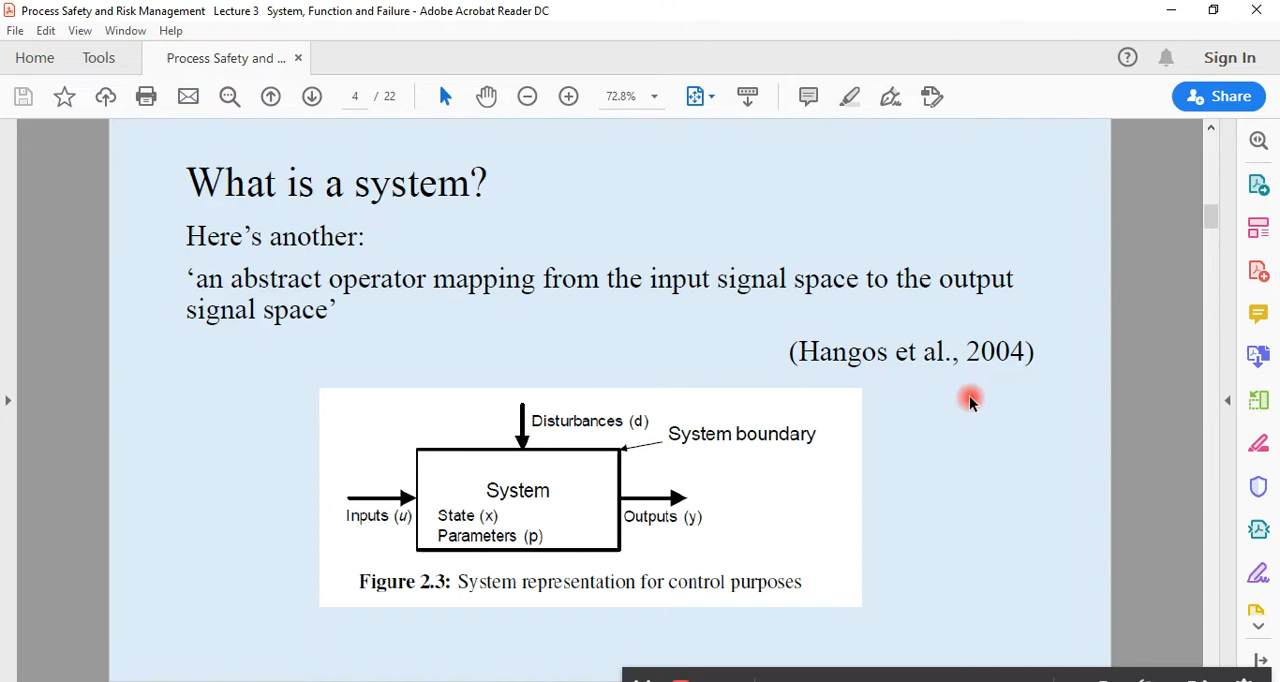 Process Safety and Risk Management   Lecture 3   System, Function and Failure - Adobe Acrobat Reader DC
File Edit View Window Help
Home Tools Process Safety and ... × Sign In
4 / 22 72.8% Share
What is a system?
Here’s another:
‘an abstract operator mapping from the input signal space to the output
signal space’
(Hangos et al., 2004)
Disturbances (d)
System boundary
System
Inputs (u) State (x) Outputs (y)
Parameters (p)
Figure 2.3: System representation for control purposes